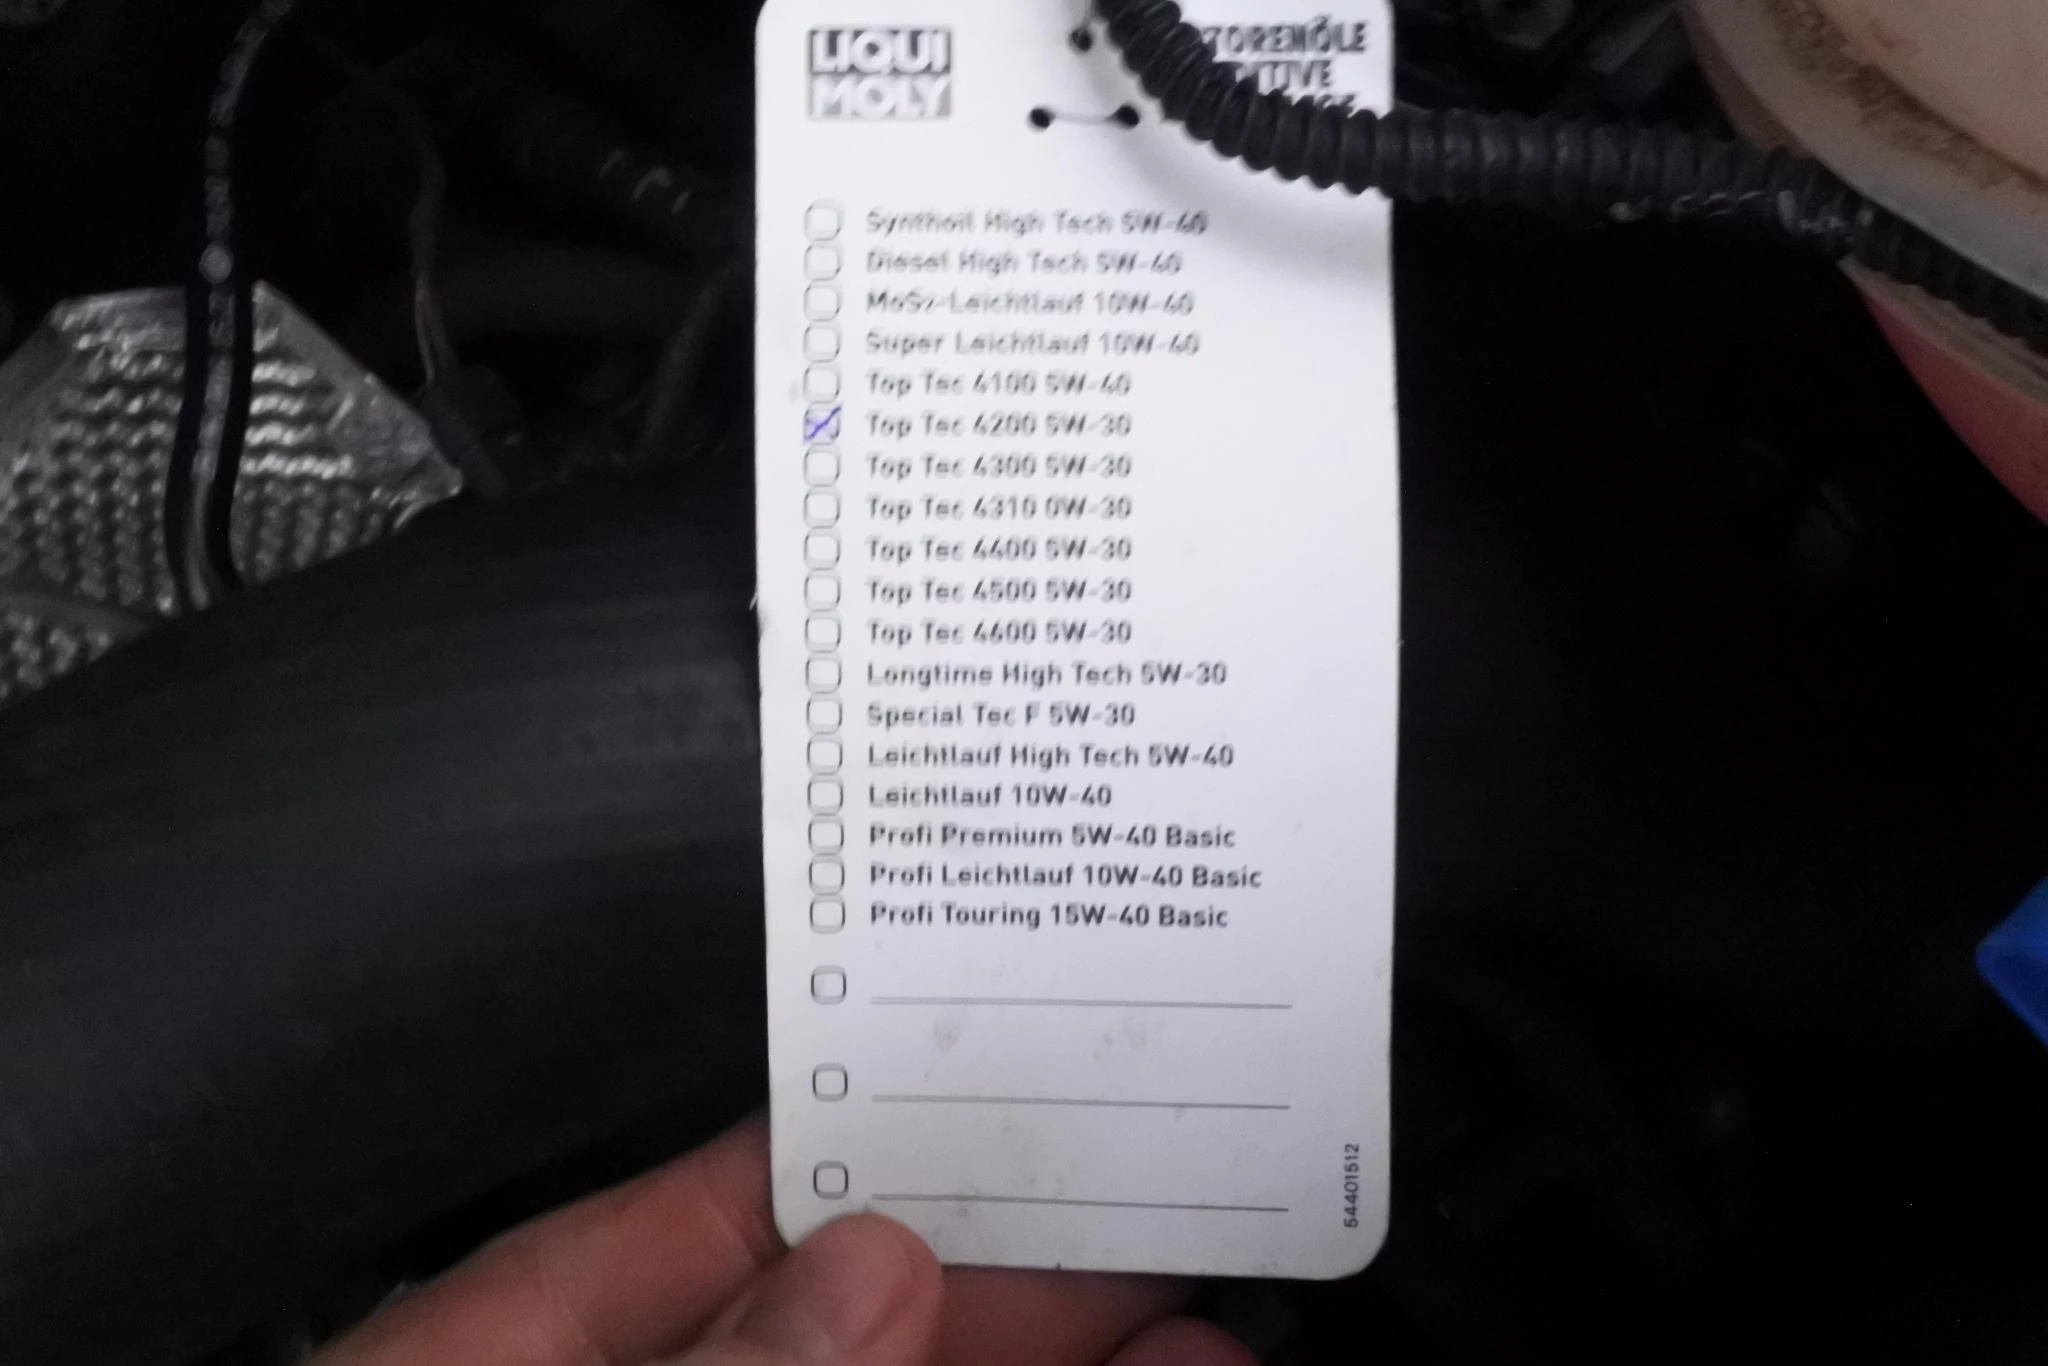 LIQUI
MOLY
Synthoil High Tech 5W-40
Diesel High Tech 5W-40
MoS2-Leichtlauf 10W-40
Super Leichtlauf 10W-40
Top Tec 4100 5W-40
Top Tec 4200 5W-30
Top Tec 4300 5W-30
Top Tec 4310 0W-30
Top Tec 4400 5W-30
Top Tec 4500 5W-30
Top Tec 4600 5W-30
Longtime High Tech 5W-30
Special Tec F 5W-30
Leichtlauf High Tech 5W-40
Leichtlauf 10W-40
Profi Premium 5W-40 Basic
Profi Leichtlauf 10W-40 Basic
Profi Touring 15W-40 Basic
54401512